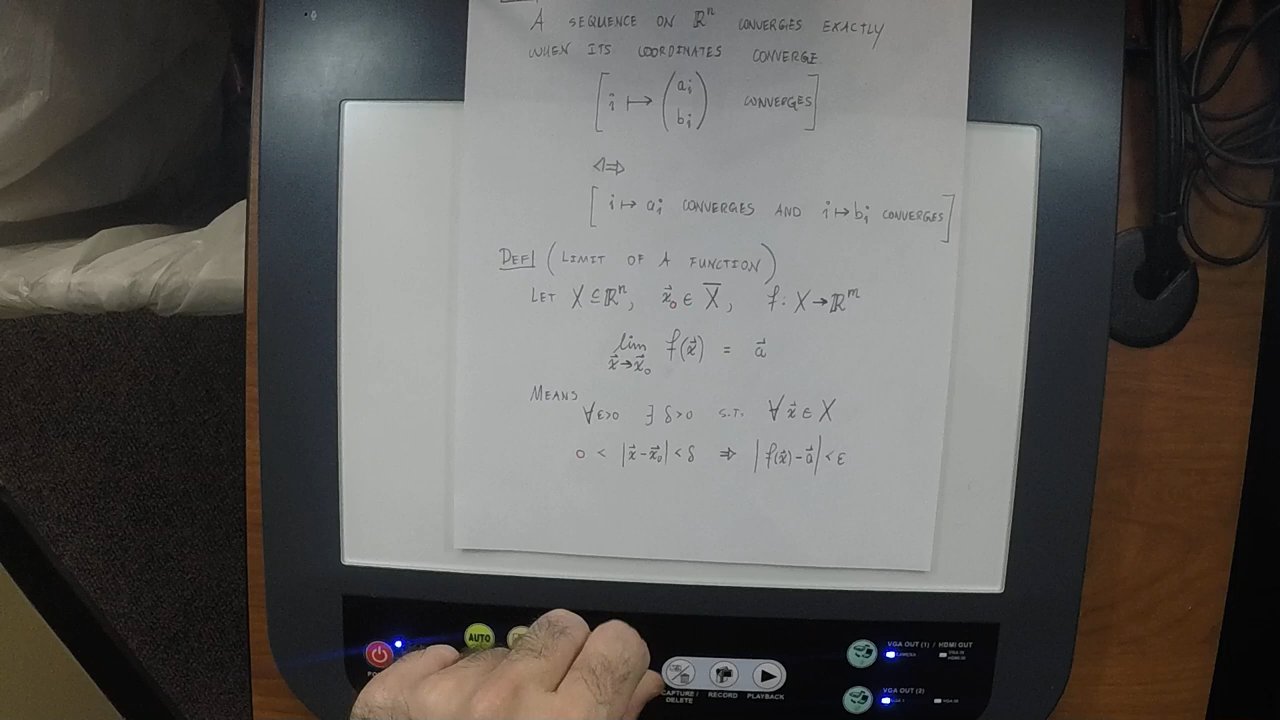 A SEQUENCE ON ℝⁿ CONVERGES EXACTLY
WHEN ITS COORDINATES CONVERGE
[ i ↦ (aᵢ bᵢ) CONVERGES ]
⇔
[ i ↦ aᵢ CONVERGES AND i ↦ bᵢ CONVERGES ]
DEF (LIMIT OF A FUNCTION)
LET X ⊆ ℝⁿ, x⃗₀ ∈ X̅, f: X → ℝᵐ
lim x⃗→x⃗₀ f(x⃗) = a⃗
MEANS
∀ε>0 ∃ δ>0 S.T. ∀ x⃗ ∈ X
0 < |x⃗-x⃗₀| < δ ⇒ |f(x⃗)-a⃗| < ε
AUTO
CAPTURE / DELETE
RECORD
PLAYBACK
VGA OUT (1) / HDMI OUT
CAMERA
VGA OUT (2)